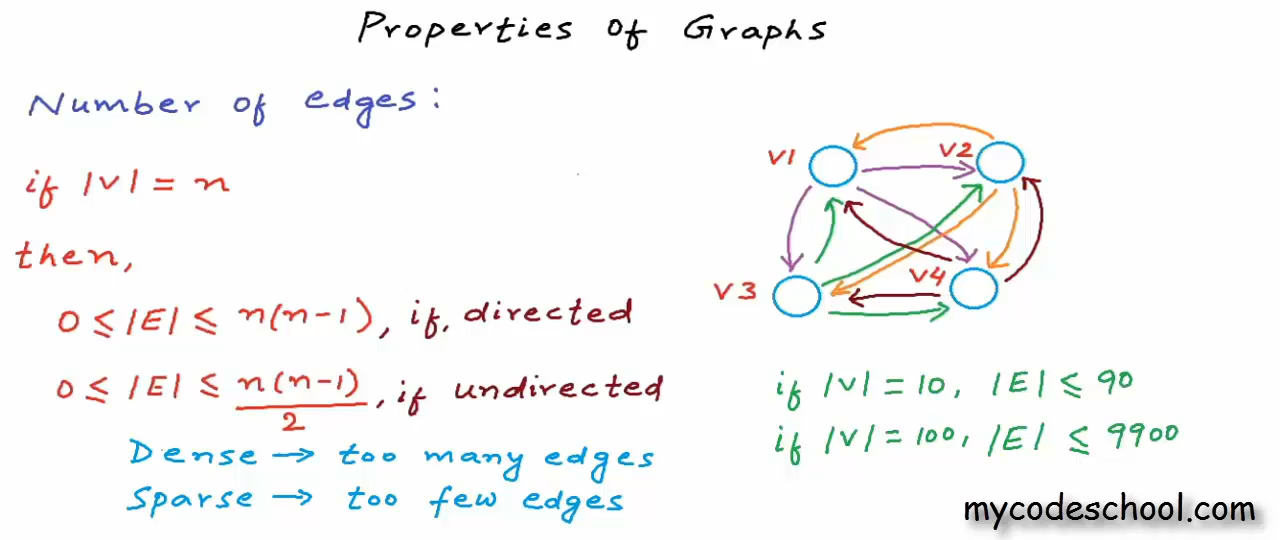 Properties of Graphs
Number of edges:
if |V| = n
then,
0 ≤ |E| ≤ n(n-1), if, directed
0 ≤ |E| ≤ n(n-1)/2, if undirected
Dense → too many edges
Sparse → too few edges
V1
V2
V3
V4
if |V| = 10, |E| ≤ 90
if |V| = 100, |E| ≤ 9900
mycodeschool.com